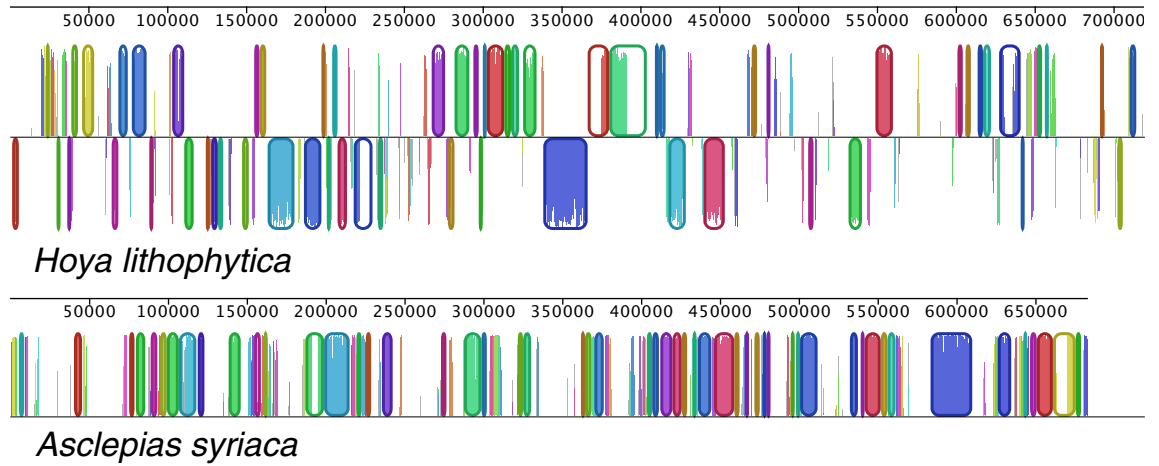 50000 100000 150000 200000 250000 300000 350000 400000 450000 500000 550000 600000 650000 700000
Hoya lithophytica
50000 100000 150000 200000 250000 300000 350000 400000 450000 500000 550000 600000 650000
Asclepias syriaca